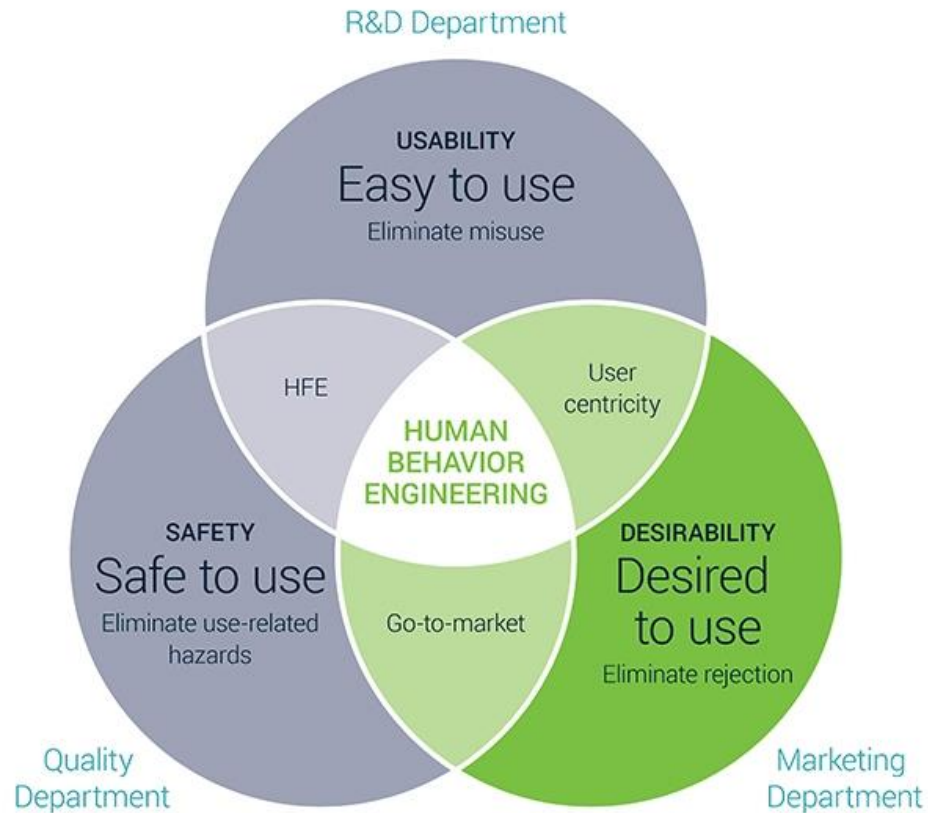 R&D Department
USABILITY
Easy to use
Eliminate misuse
HFE
User
centricity
HUMAN
BEHAVIOR
ENGINEERING
SAFETY
Safe to use
Eliminate use-related
hazards
DESIRABILITY
Desired
to use
Eliminate rejection
Go-to-market
Quality
Department
Marketing
Department